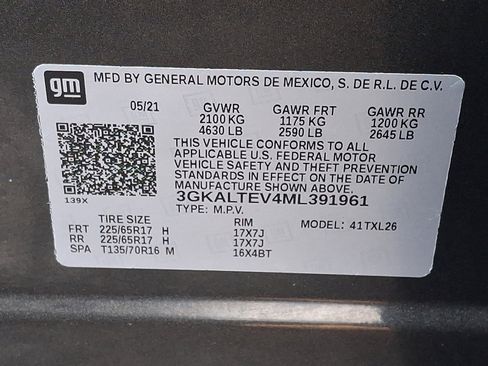 gm MFD BY GENERAL MOTORS DE MEXICO, S. DE R.L. DE C.V.
05/21 GVWR GAWR FRT GAWR RR
2100 KG 1175 KG 1200 KG
4630 LB 2590 LB 2645 LB
THIS VEHICLE CONFORMS TO ALL
APPLICABLE U.S. FEDERAL MOTOR
VEHICLE SAFETY AND THEFT PREVENTION
STANDARDS IN EFFECT ON THE DATE OF
MANUFACTURE SHOWN ABOVE.
139X 3GKALTEV4ML391961
TYPE: M.P.V.
TIRE SIZE RIM MODEL: 41TXL26
FRT 225/65R17 H 17X7J
RR 225/65R17 H 17X7J
SPA T135/70R16 M 16X4BT